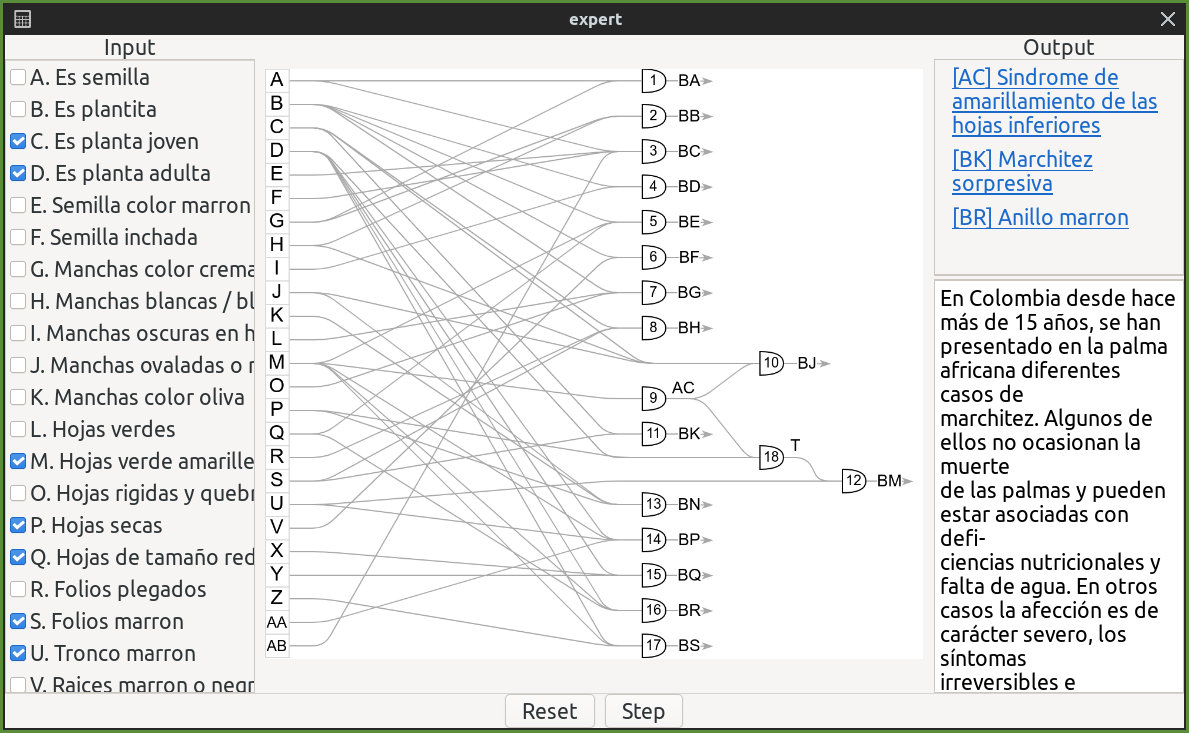 expert
Input
A. Es semilla
B. Es plantita
C. Es planta joven
D. Es planta adulta
E. Semilla color marron
F. Semilla inchada
G. Manchas color crema
H. Manchas blancas / bl
I. Manchas oscuras en h
J. Manchas ovaladas o r
K. Manchas color oliva
L. Hojas verdes
M. Hojas verde amarille
O. Hojas rigidas y quebr
P. Hojas secas
Q. Hojas de tamaño red
R. Folios plegados
S. Folios marron
U. Tronco marron
V. Raices marron o negr
A
B
C
D
E
F
G
H
I
J
K
L
M
O
P
Q
R
S
U
V
X
Y
Z
AA
AB
1 BA
2 BB
3 BC
4 BD
5 BE
6 BF
7 BG
8 BH
10 BJ
9 AC
11 BK
18 T
12 BM
13 BN
14 BP
15 BQ
16 BR
17 BS
Output
[AC] Sindrome de
amarillamiento de las
hojas inferiores
[BK] Marchitez
sorpresiva
[BR] Anillo marron
En Colombia desde hace
más de 15 años, se han
presentado en la palma
africana diferentes
casos de
marchitez. Algunos de
ellos no ocasionan la
muerte
de las palmas y pueden
estar asociadas con
defi-
ciencias nutricionales y
falta de agua. En otros
casos la afección es de
carácter severo, los
síntomas
irreversibles e
Reset
Step